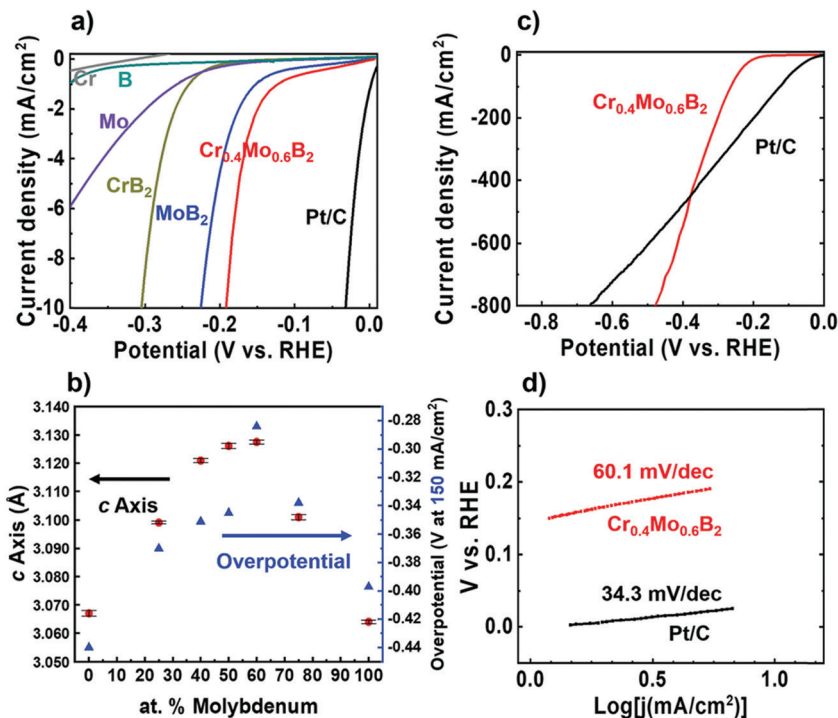 a)
Current density (mA/cm²)
0
-2
-4
-6
-8
-10
Cr
B
Mo
CrB₂
MoB₂
Cr₀.₄Mo₀.₆B₂
Pt/C
-0.4
-0.3
-0.2
-0.1
0.0
Potential (V vs. RHE)
c)
Current density (mA/cm²)
0
-200
-400
-600
-800
Cr₀.₄Mo₀.₆B₂
Pt/C
-0.8
-0.6
-0.4
-0.2
0.0
Potential (V vs. RHE)
b)
c Axis (Å)
3.140
3.130
3.120
3.110
3.100
3.090
3.080
3.070
3.060
3.050
c Axis
Overpotential
-0.28
-0.30
-0.32
-0.34
-0.36
-0.38
-0.40
-0.42
-0.44
Overpotential (V at 150 mA/cm²)
0 10 20 30 40 50 60 70 80 90 100
at. % Molybdenum
d)
V vs. RHE
0.3
0.2
0.1
0.0
60.1 mV/dec
Cr₀.₄Mo₀.₆B₂
34.3 mV/dec
Pt/C
0.0
0.5
1.0
Log[j(mA/cm²)]